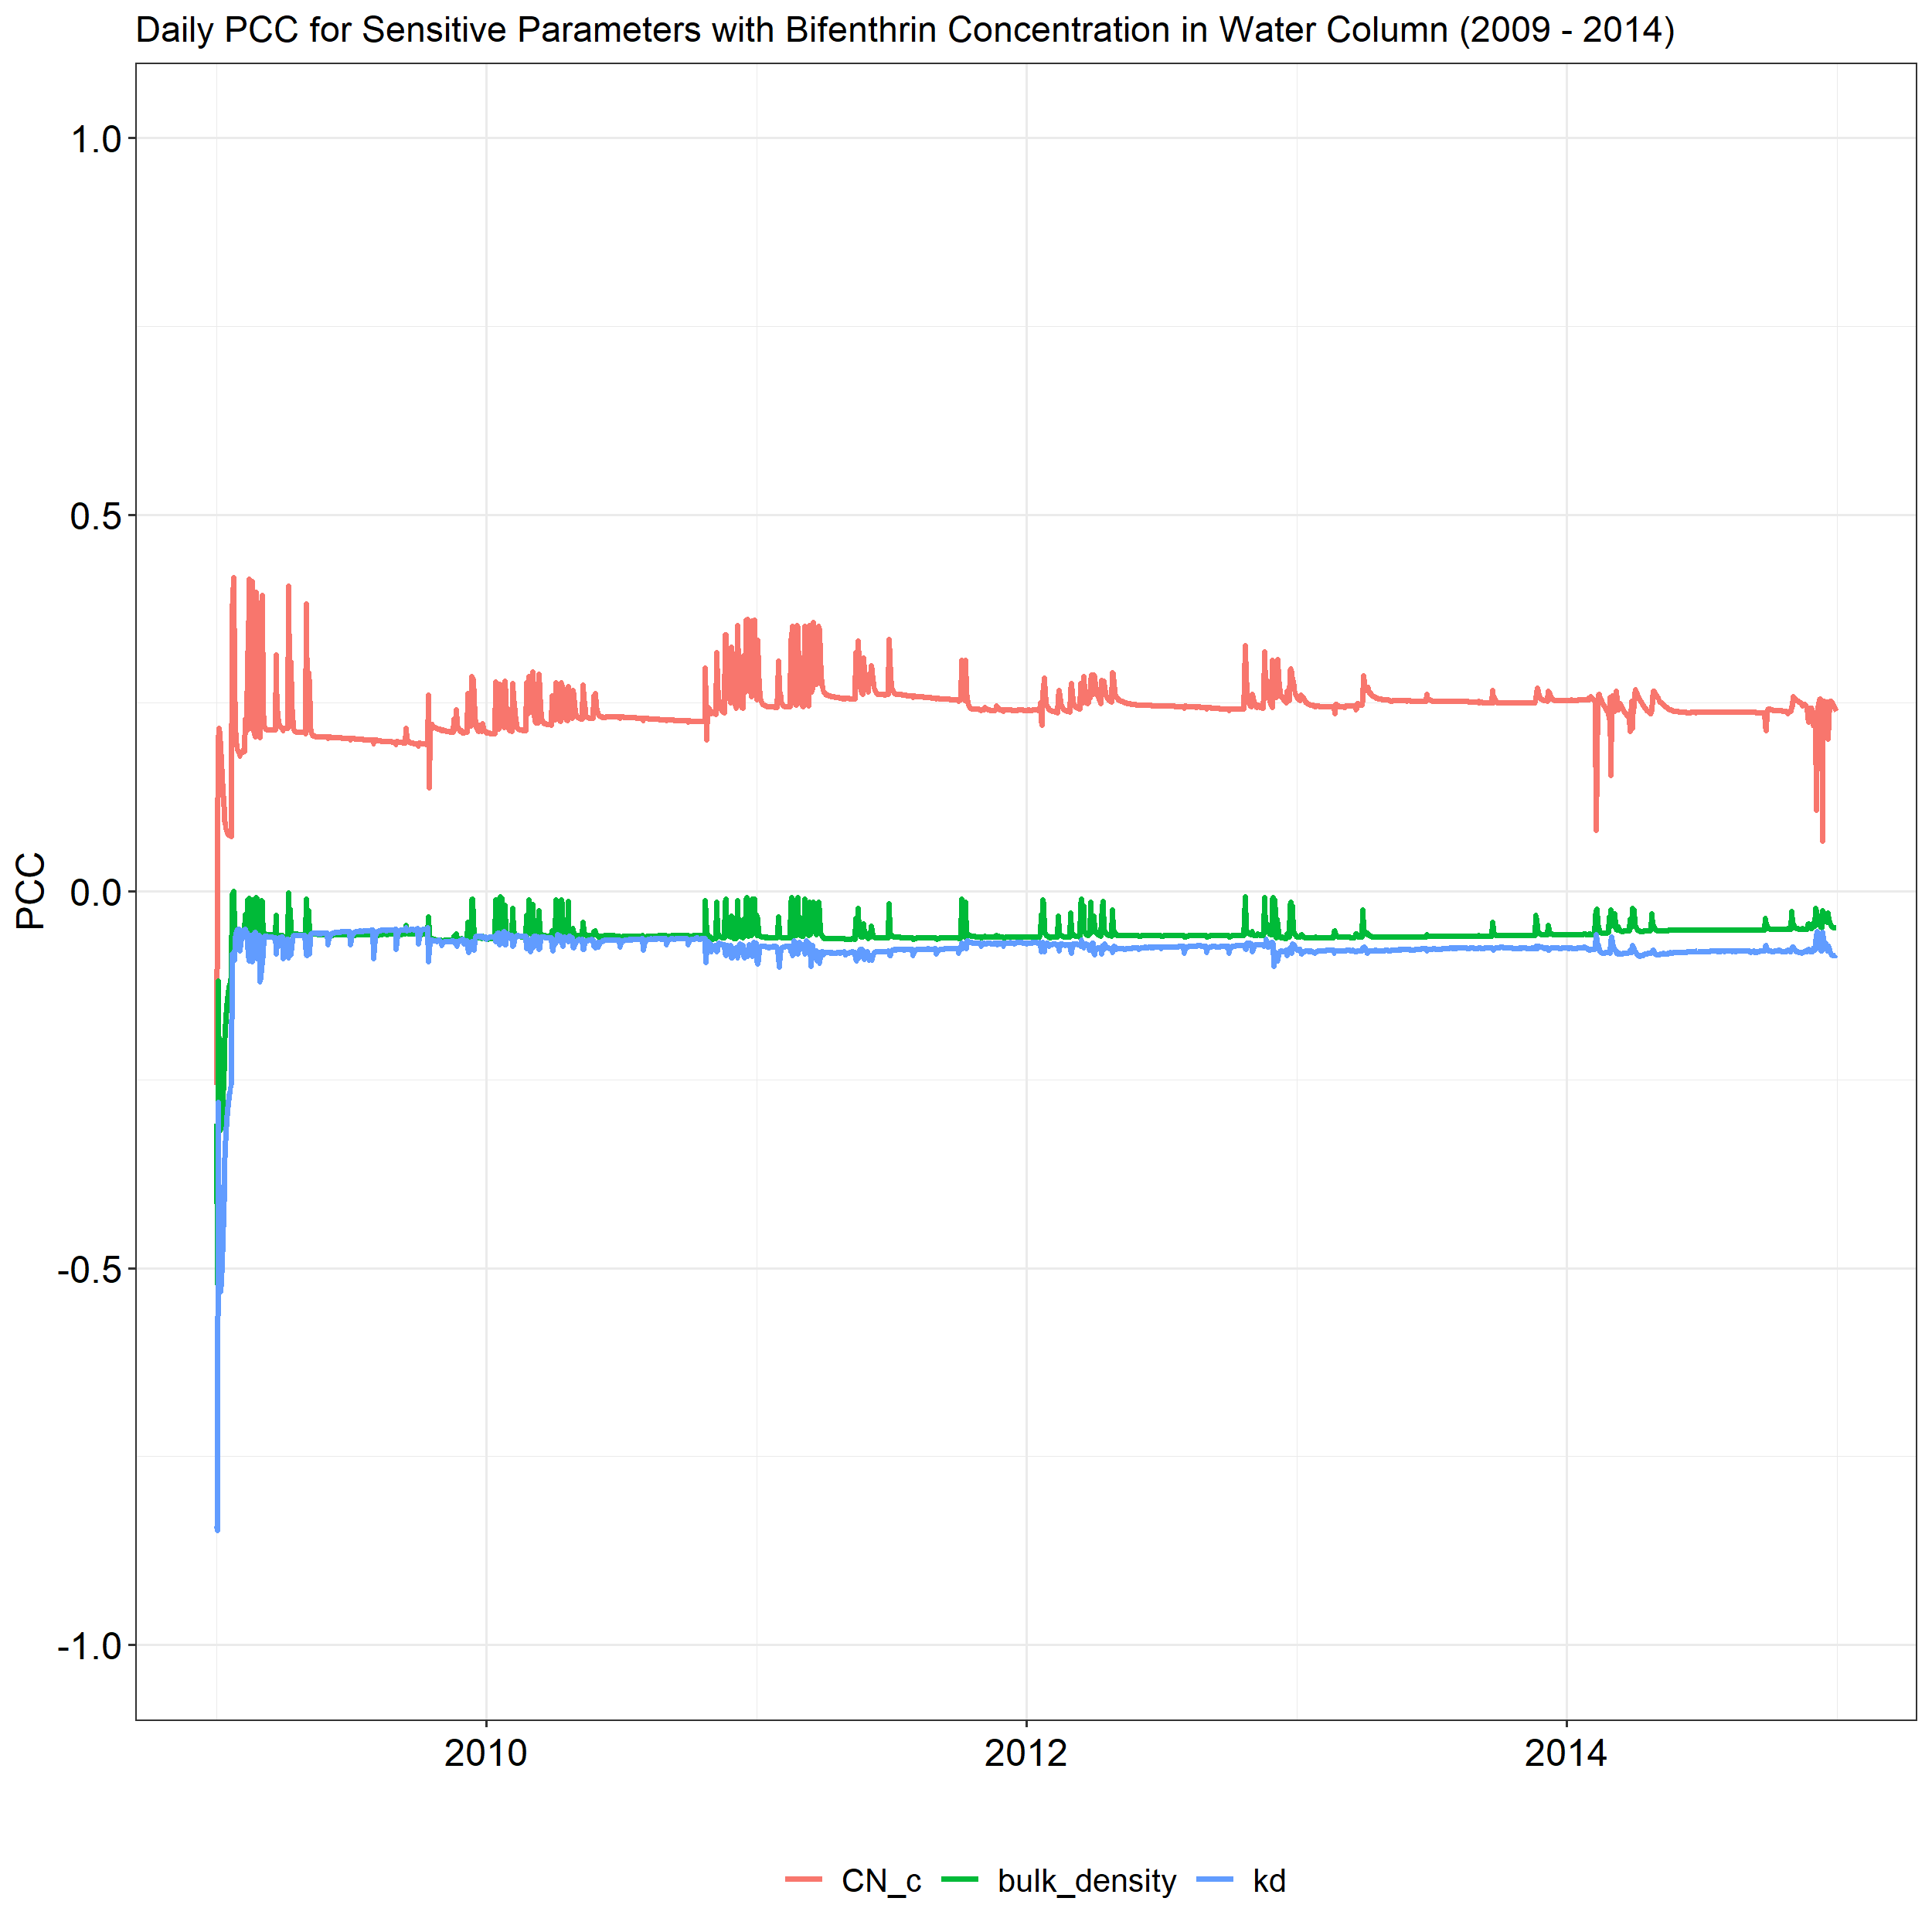 Daily PCC for Sensitive Parameters with Bifenthrin Concentration in Water Column (2009 - 2014)
1.0
0.5
0.0
-0.5
-1.0
PCC
2010 2012 2014
CN_c bulk_density kd